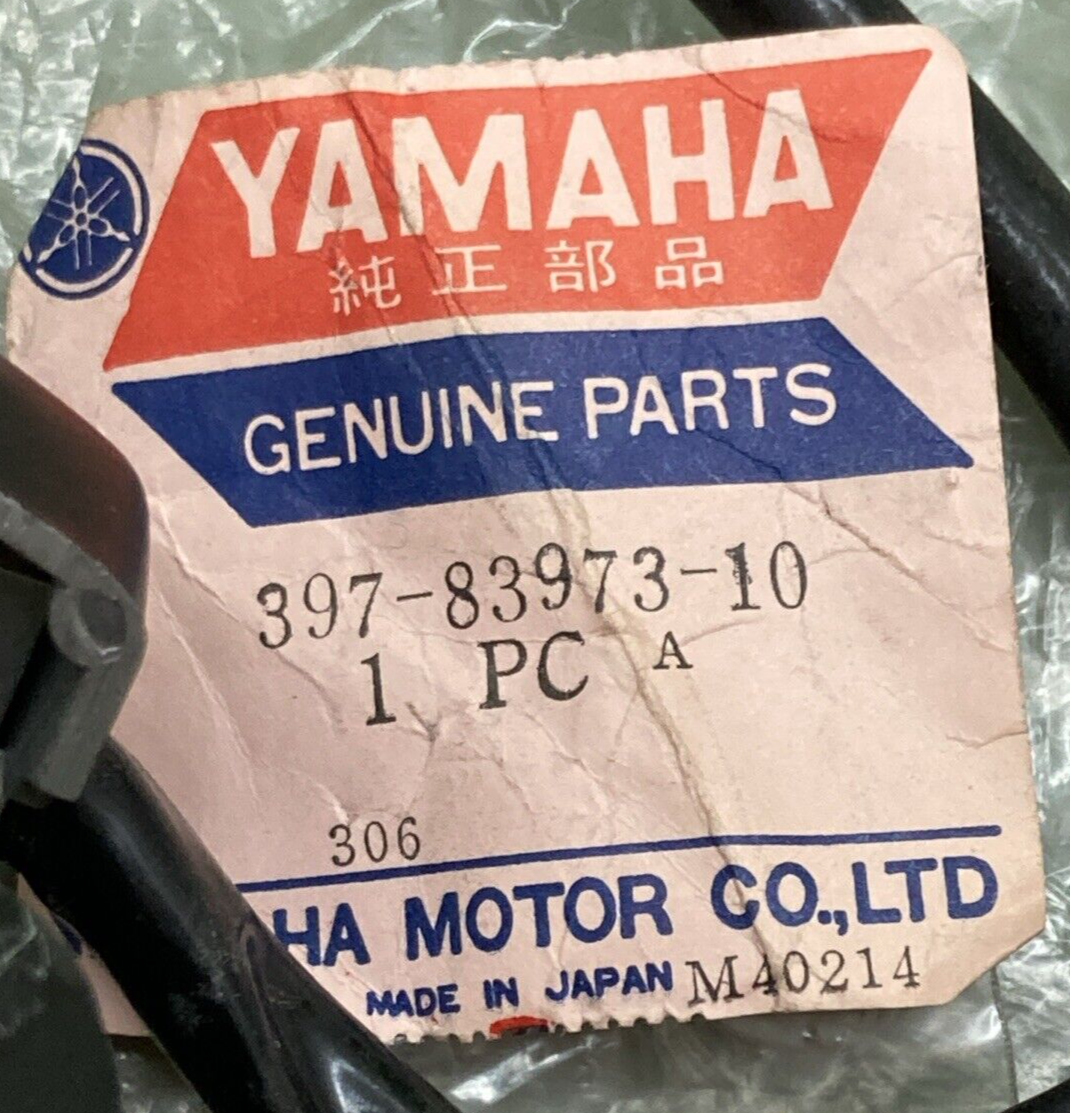 YAMAHA
純正部品
GENUINE PARTS
397-83973-10
1 PC A
306
HA MOTOR CO.,LTD
MADE IN JAPAN M40214